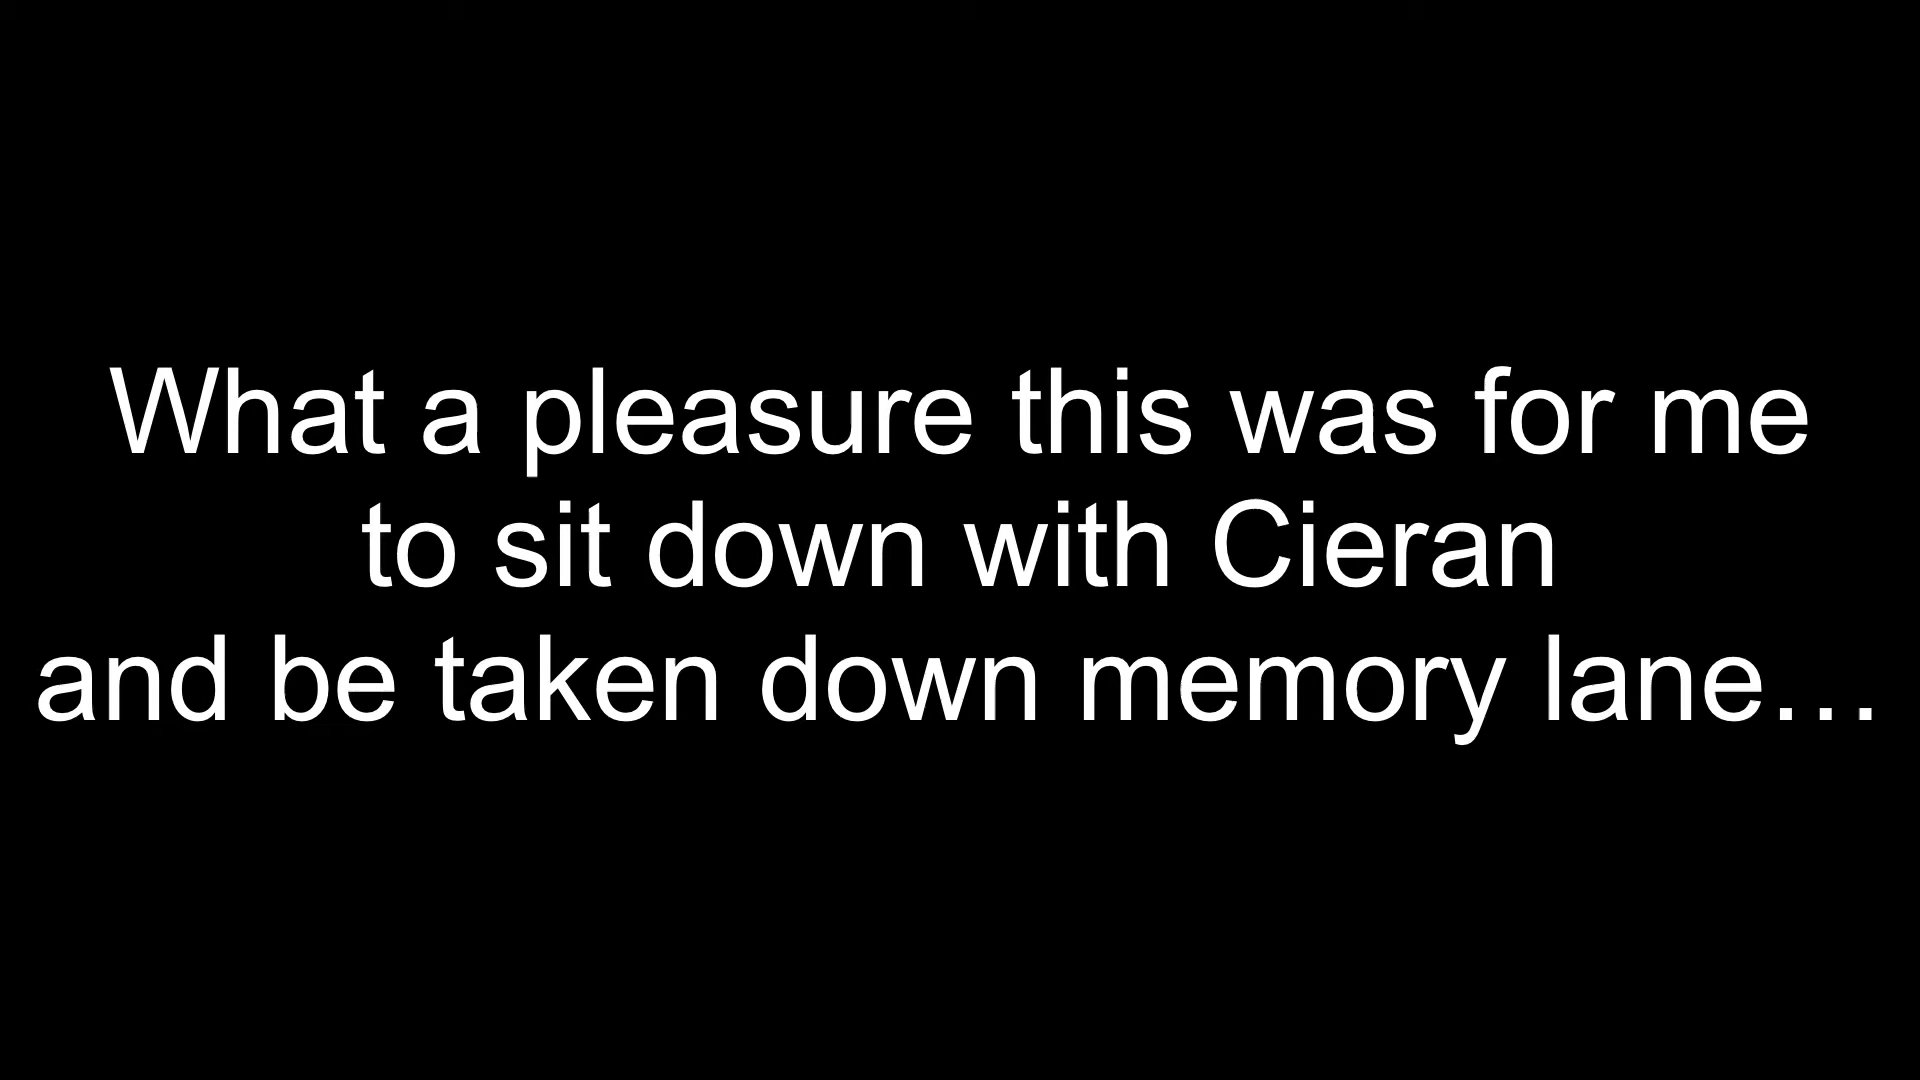 What a pleasure this was for me
to sit down with Cieran
and be taken down memory lane…